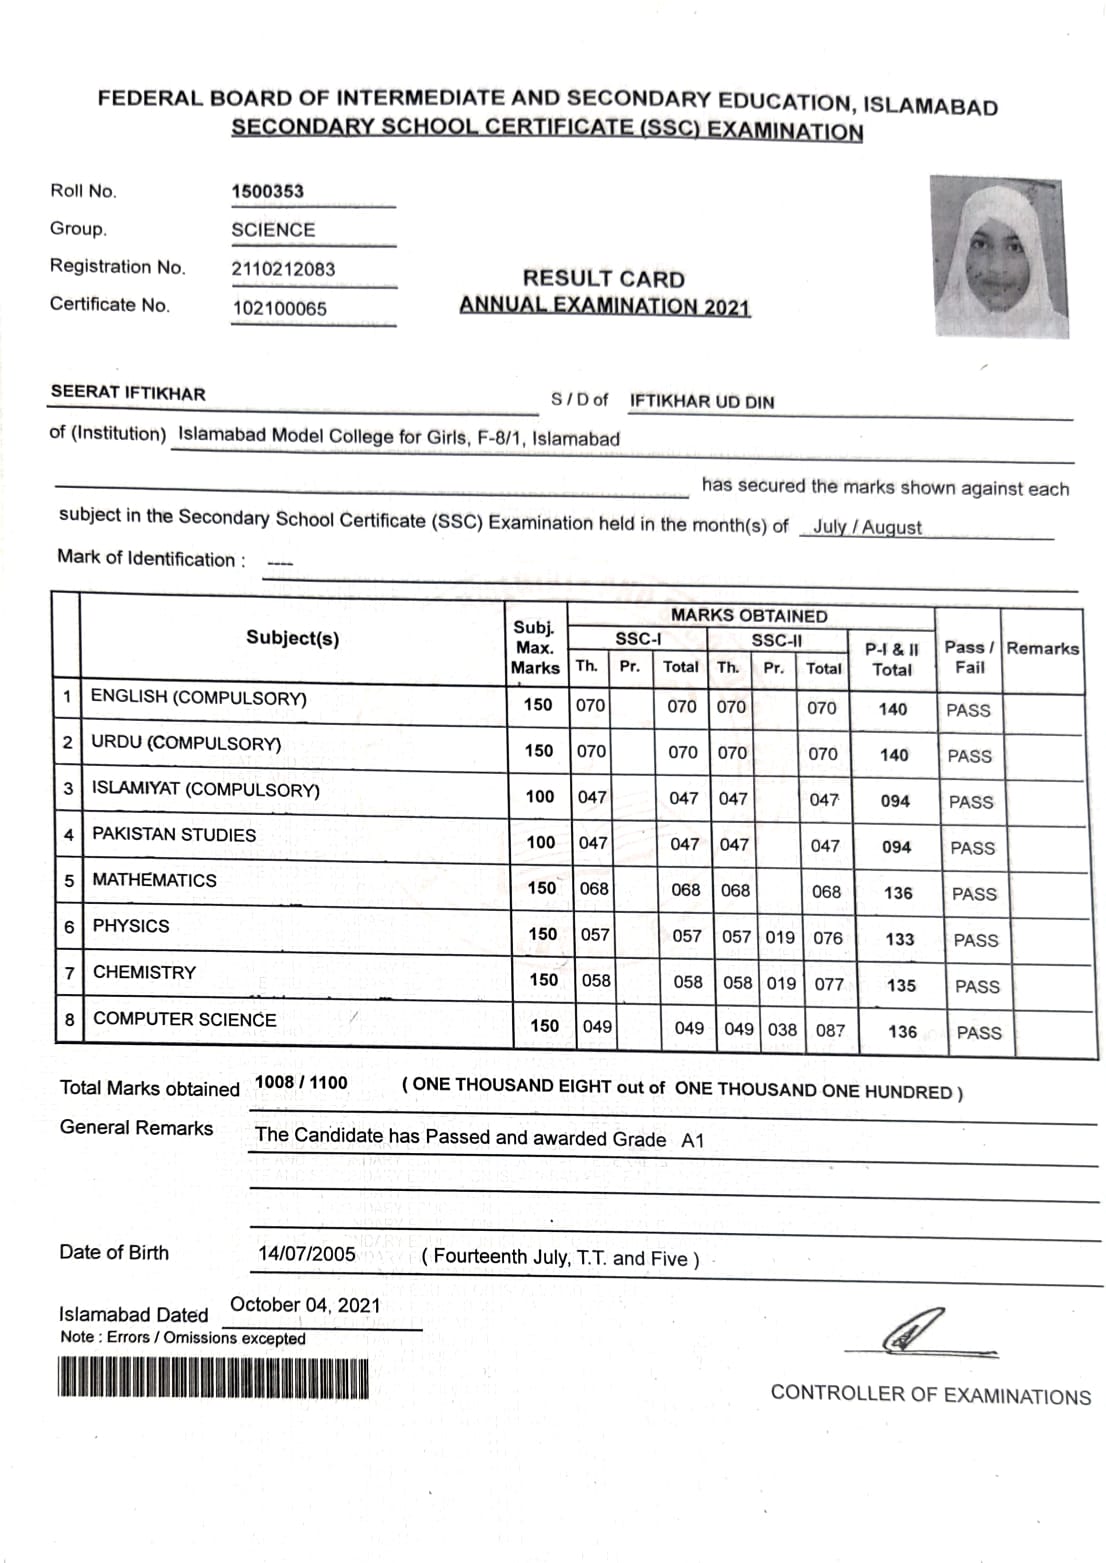 FEDERAL BOARD OF INTERMEDIATE AND SECONDARY EDUCATION, ISLAMABAD
SECONDARY SCHOOL CERTIFICATE (SSC) EXAMINATION
Roll No. 1500353
Group. SCIENCE
Registration No. 2110212083
Certificate No. 102100065
RESULT CARD
ANNUAL EXAMINATION 2021
SEERAT IFTIKHAR S / D of IFTIKHAR UD DIN
of (Institution) Islamabad Model College for Girls, F-8/1, Islamabad
has secured the marks shown against each
subject in the Secondary School Certificate (SSC) Examination held in the month(s) of July / August
Mark of Identification : ----
Subject(s) Subj. Max. Marks MARKS OBTAINED Pass / Fail Remarks
SSC-I SSC-II P-I & II Total
Th. Pr. Total Th. Pr. Total
1 ENGLISH (COMPULSORY) 150 070 070 070 070 140 PASS
2 URDU (COMPULSORY) 150 070 070 070 070 140 PASS
3 ISLAMIYAT (COMPULSORY) 100 047 047 047 047 094 PASS
4 PAKISTAN STUDIES 100 047 047 047 047 094 PASS
5 MATHEMATICS 150 068 068 068 068 136 PASS
6 PHYSICS 150 057 057 057 019 076 133 PASS
7 CHEMISTRY 150 058 058 058 019 077 135 PASS
8 COMPUTER SCIENCE 150 049 049 049 038 087 136 PASS
Total Marks obtained 1008 / 1100 ( ONE THOUSAND EIGHT out of ONE THOUSAND ONE HUNDRED )
General Remarks The Candidate has Passed and awarded Grade A1
Date of Birth 14/07/2005 ( Fourteenth July, T.T. and Five )
Islamabad Dated October 04, 2021
Note : Errors / Omissions excepted
CONTROLLER OF EXAMINATIONS